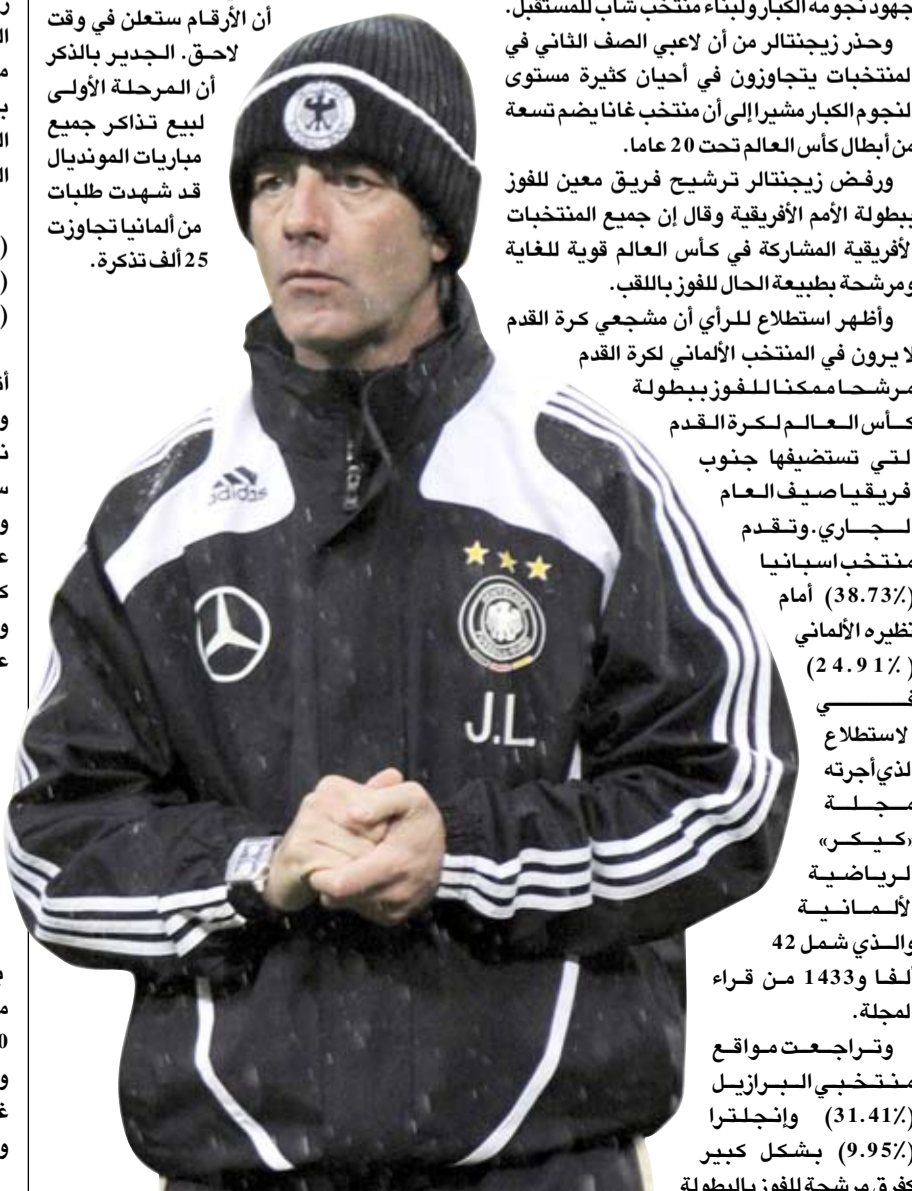 جهود نجومه الكبار ولبناء منتخب شاب للمستقبل.
وحذر زيجنتالر من أن لاعبي الصف الثاني في
المنتخبات يتجاوزون في أحيان كثيرة مستوى
النجوم الكبار مشيرا إلى أن منتخب غانا يضم تسعة
من أبطال كأس العالم تحت 20 عاما.
ورفض زيجنتالر ترشيح فريق معين للفوز
ببطولة الأمم الأفريقية وقال إن جميع المنتخبات
الأفريقية المشاركة في كأس العالم قوية للغاية
ومرشحة بطبيعة الحال للفوز باللقب.
وأظهر استطلاع للرأي أن مشجعي كرة القدم
لا يرون في المنتخب الألماني لكرة القدم
مرشحا ممكنا للفوز ببطولة
كأس العالم لكرة القدم
التي تستضيفها جنوب
افريقيا صيف العام
الجاري. وتقدم
منتخب اسبانيا
(38.73٪) أمام
نظيره الألماني
(24.91٪)
في
الاستطلاع
الذي أجرته
مجلة
«كيكر»
الرياضية
الألمانية
والذي شمل 42
ألفا و1433 من قراء
المجلة.
وتراجعت مواقع
منتخبي البرازيل
(31.41٪) وإنجلترا
(9.95٪) بشكل كبير
كفرق مرشحة للفوز بالبطولة
أن الأرقام ستعلن في وقت
لاحق. الجدير بالذكر
أن المرحلة الأولى
لبيع تذاكر جميع
مباريات المونديال
قد شهدت طلبات
من ألمانيا تجاوزت
25 ألف تذكرة.
adidas
J.L.